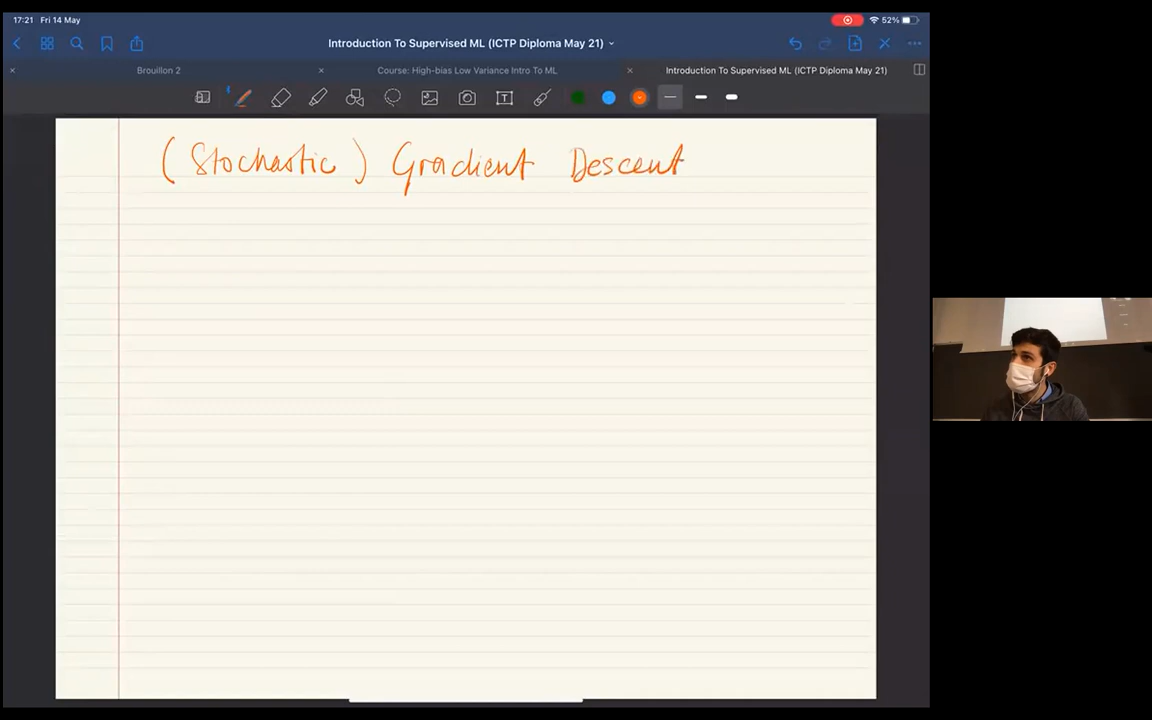 17:21 Fri 14 May
52%
Introduction To Supervised ML (ICTP Diploma May 21)
Brouillon 2
Course: High-bias Low Variance Intro To ML
Introduction To Supervised ML (ICTP Diploma May 21)
(Stochastic) Gradient Descent